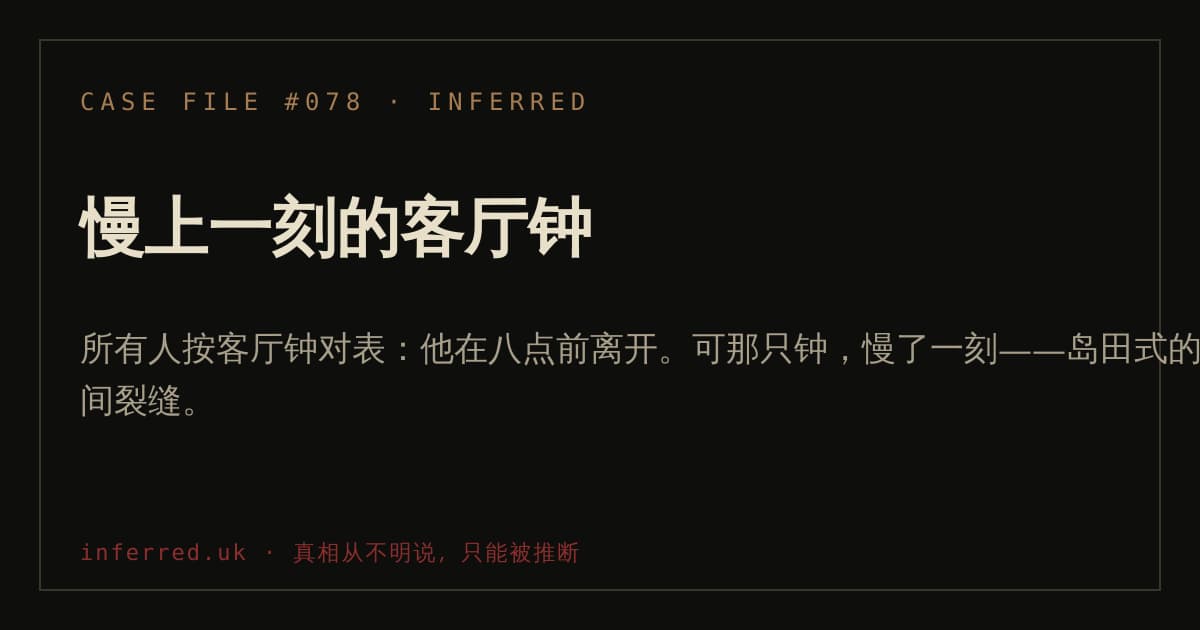 CASE FILE #078 · INFERRED
慢上一刻的客厅钟
所有人按客厅钟对表：他在八点前离开。可那只钟，慢了一刻——岛田式的
间裂缝。
inferred.uk · 真相从不明说，只能被推断